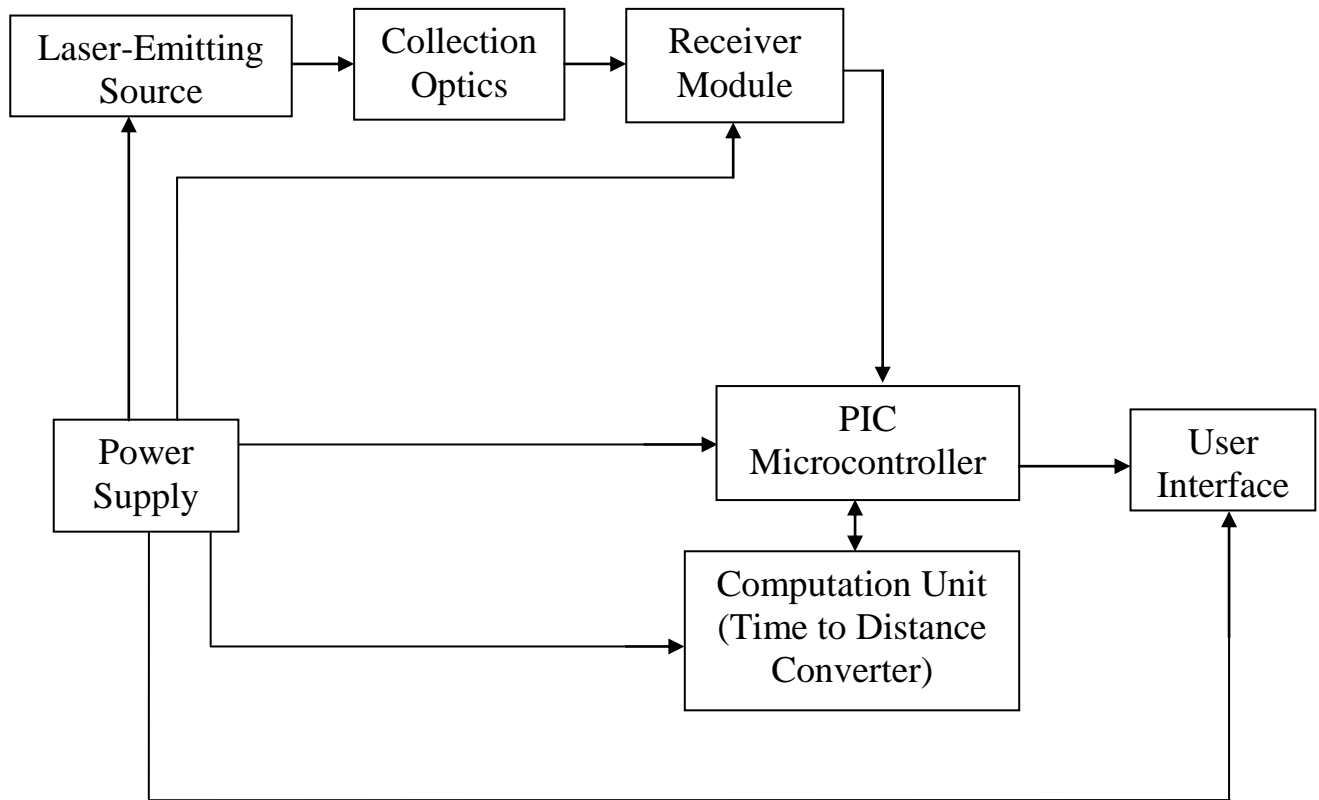 Laser-Emitting
Source
Collection
Optics
Receiver
Module
Power
Supply
PIC
Microcontroller
User
Interface
Computation Unit
(Time to Distance
Converter)